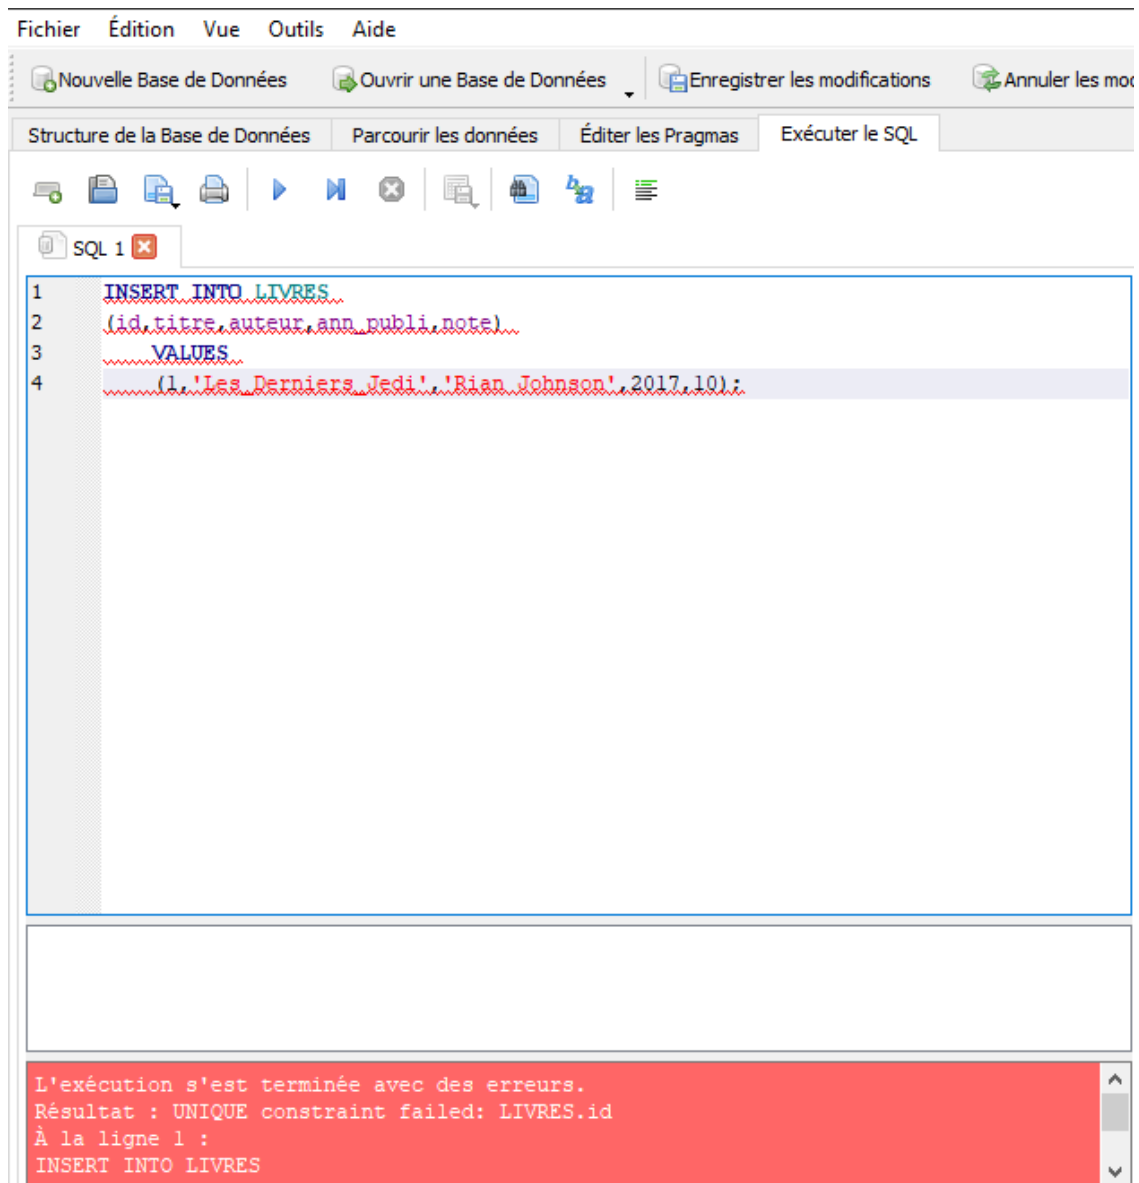 Fichier Édition Vue Outils Aide
Nouvelle Base de Données Ouvrir une Base de Données Enregistrer les modifications Annuler les
Structure de la Base de Données Parcourir les données Éditer les Pragmas Exécuter le SQL
SQL 1
1 INSERT INTO LIVRES
2 (id,titre,auteur,ann_publi,note)
3 VALUES
4 (1,'Les Derniers Jedi','Rian Johnson',2017,10);
L'exécution s'est terminée avec des erreurs.
Résultat : UNIQUE constraint failed: LIVRES.id
À la ligne 1 :
INSERT INTO LIVRES